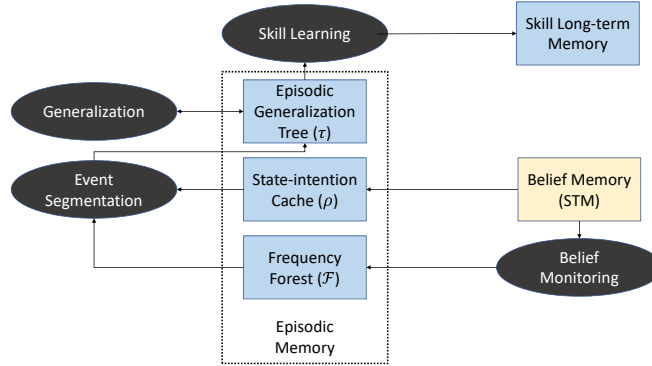 Skill Learning
Skill Long-term
Memory
Generalization
Episodic
Generalization
Tree (τ)
Event
Segmentation
State-intention
Cache (ρ)
Belief Memory
(STM)
Frequency
Forest (ℱ)
Belief
Monitoring
Episodic
Memory